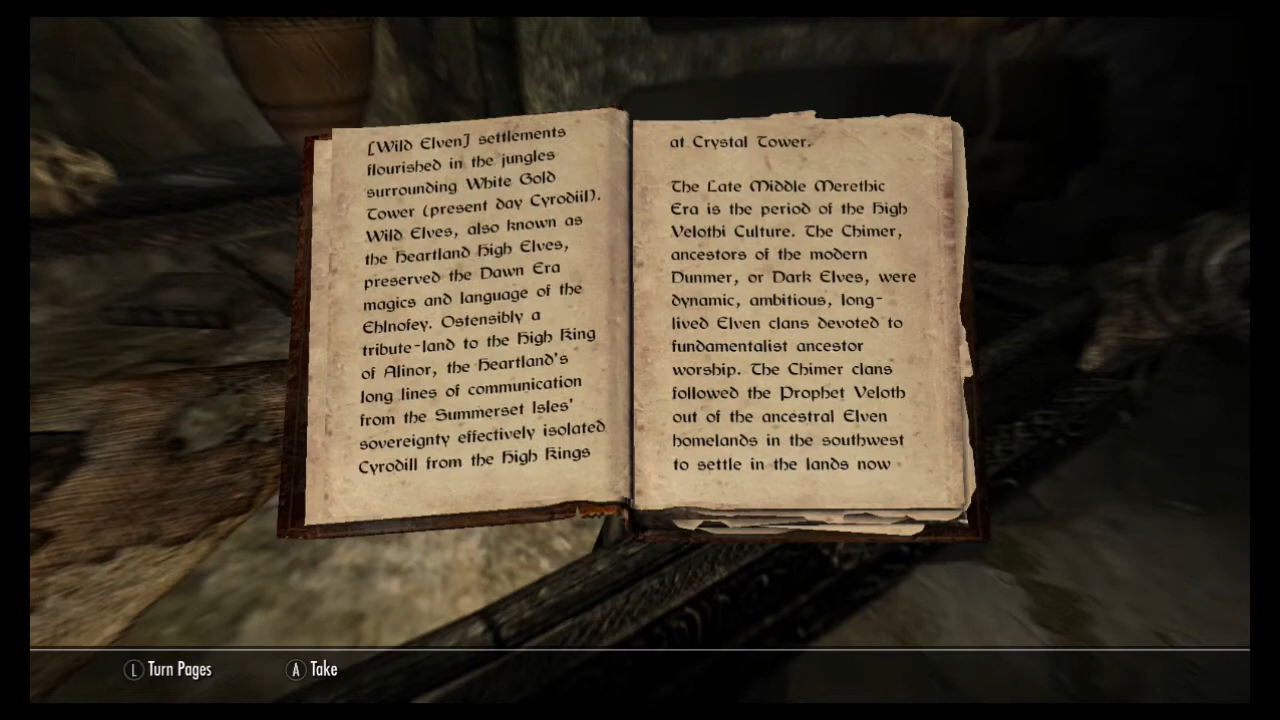 [Wild Elven] settlements
flourished in the jungles
surrounding White Gold
Tower (present day Cyrodiil).
Wild Elves, also known as
the Heartland High Elves,
preserved the Dawn Era
magics and language of the
Ehlnofey. Ostensibly a
tribute-land to the High King
of Alinor, the Heartland's
long lines of communication
from the Summerset Isles'
sovereignty effectively isolated
Cyrodill from the High Kings
at Crystal Tower.
The Late Middle Merethic
Era is the period of the High
Velothi Culture. The Chimer,
ancestors of the modern
Dunmer, or Dark Elves, were
dynamic, ambitious, long-
lived Elven clans devoted to
fundamentalist ancestor
worship. The Chimer clans
followed the Prophet Veloth
out of the ancestral Elven
homelands in the southwest
to settle in the lands now
L Turn Pages
A Take